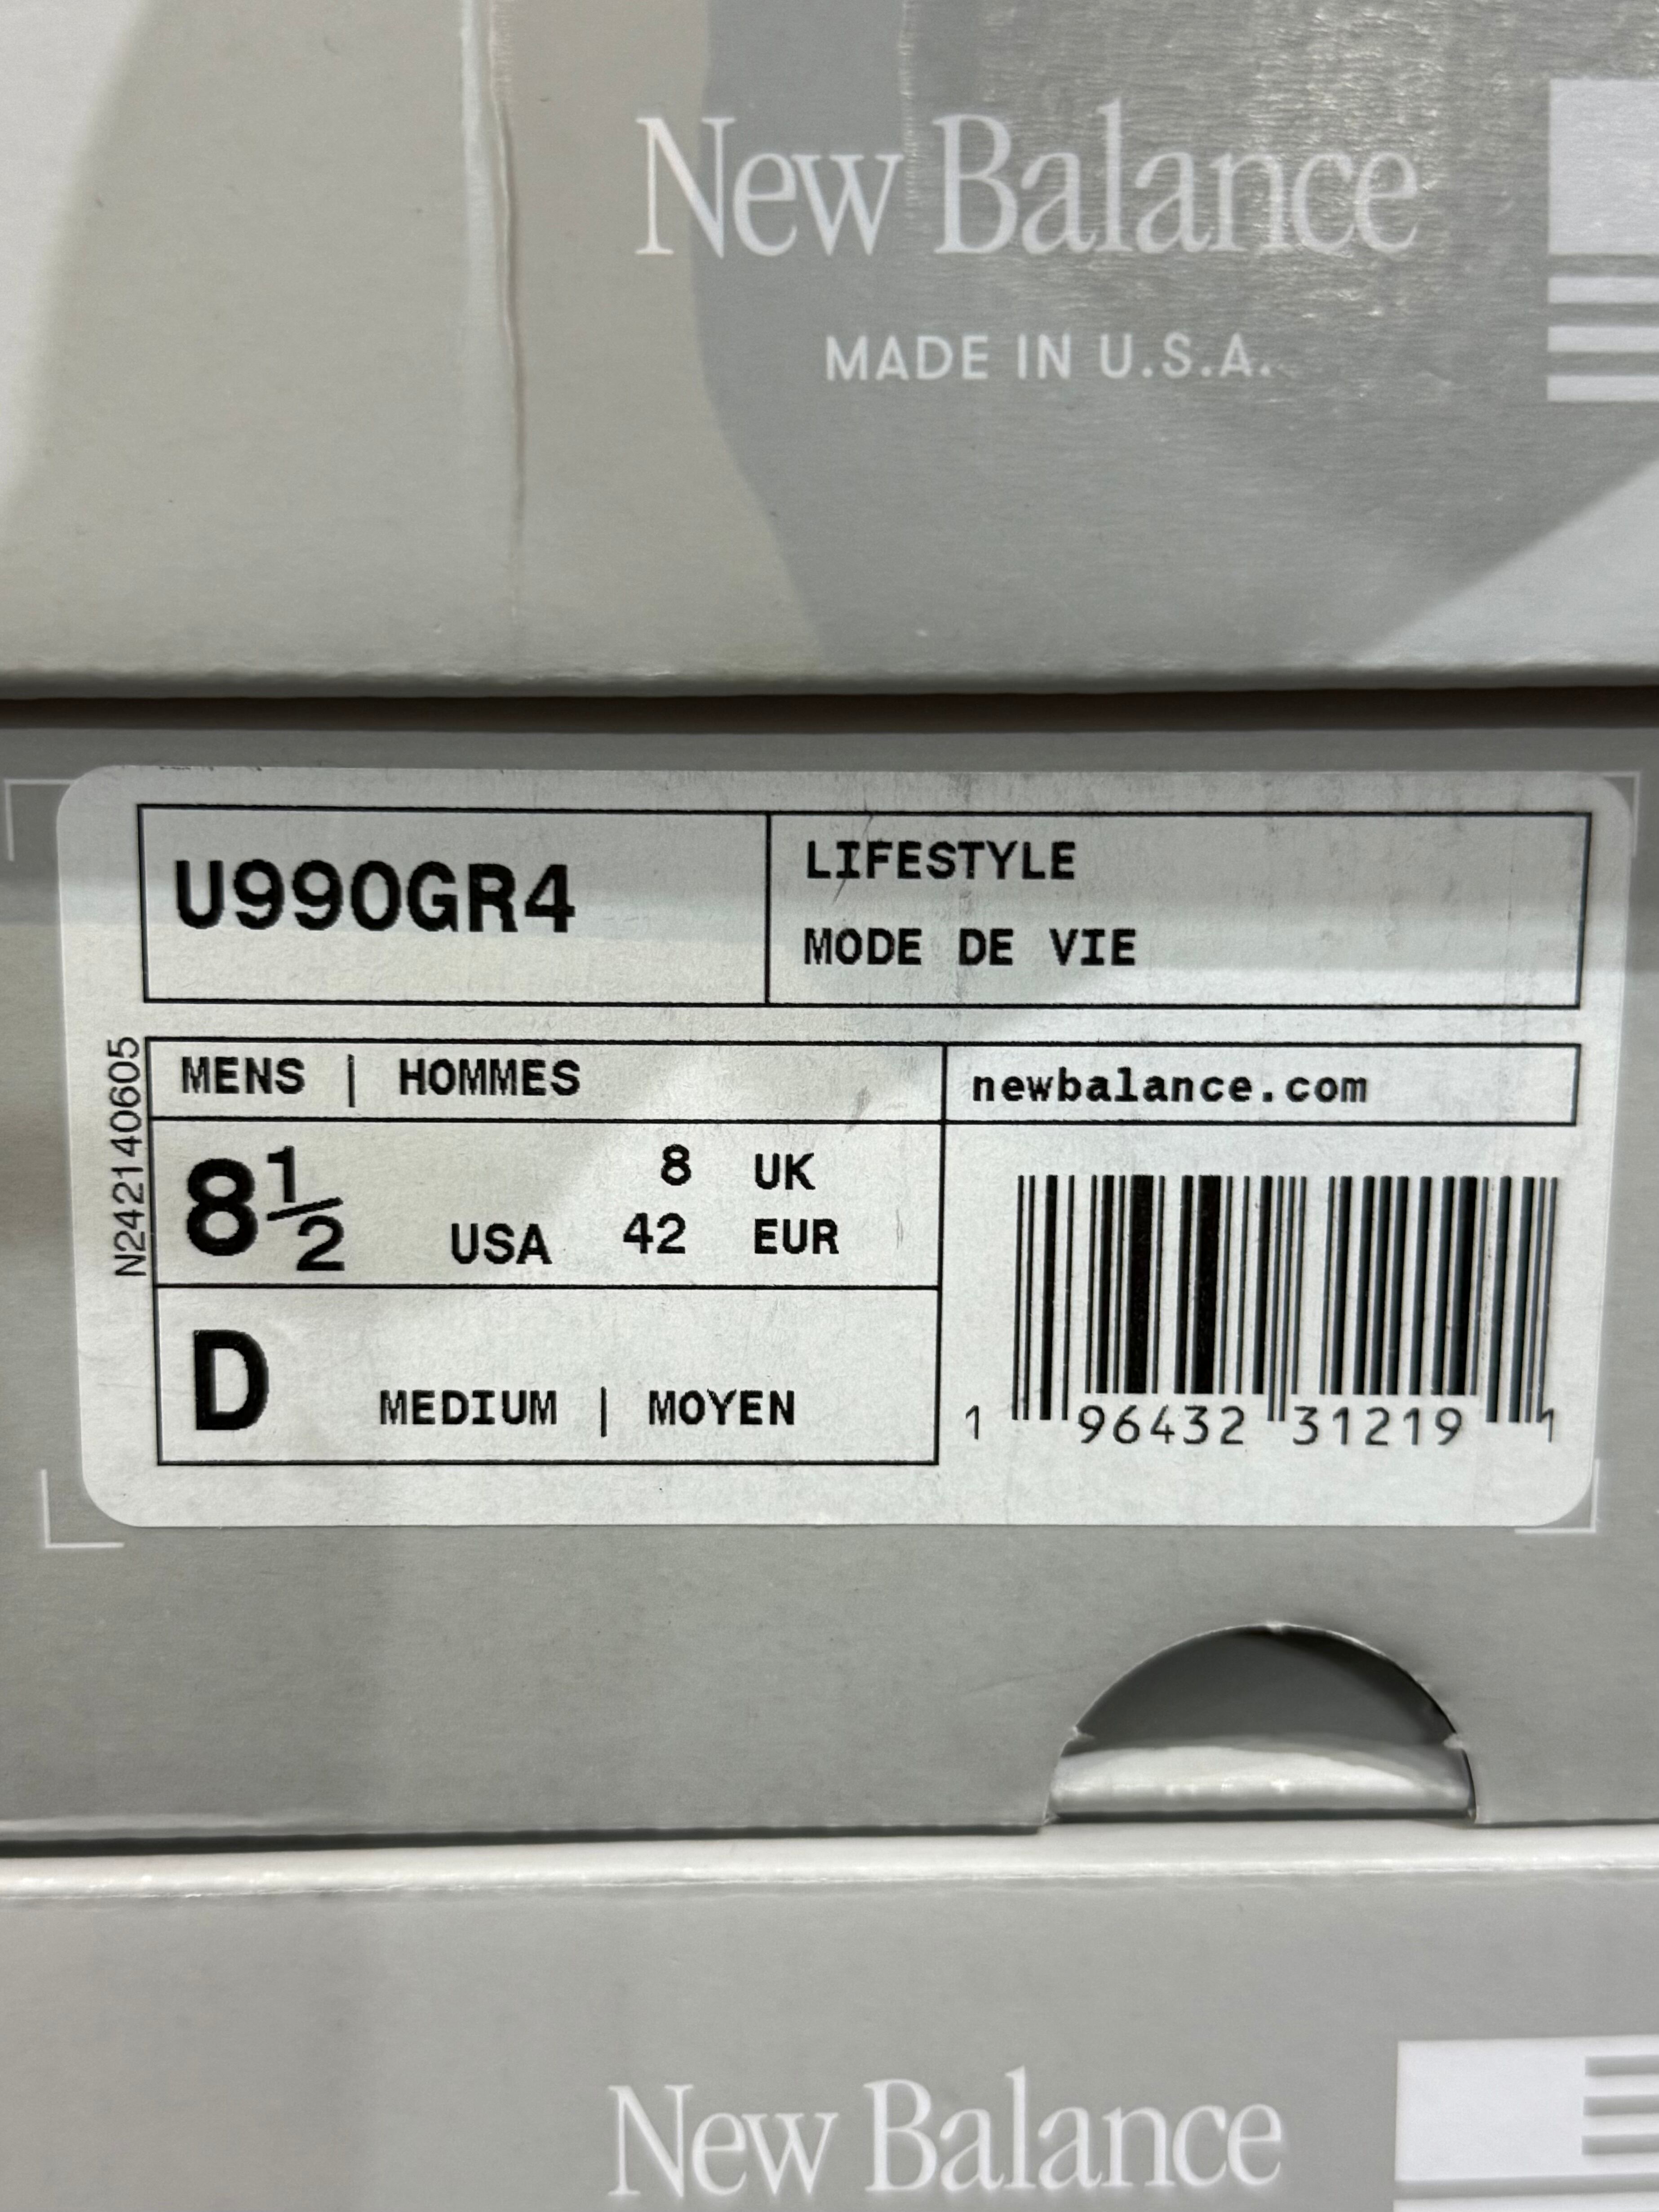 New Balance
MADE IN U.S.A.
U990GR4
LIFESTYLE
MODE DE VIE
N242140605
MENS | HOMMES
newbalance.com
8½ USA
8 UK
42 EUR
D MEDIUM | MOYEN
1 96432 31219 1
New Balance